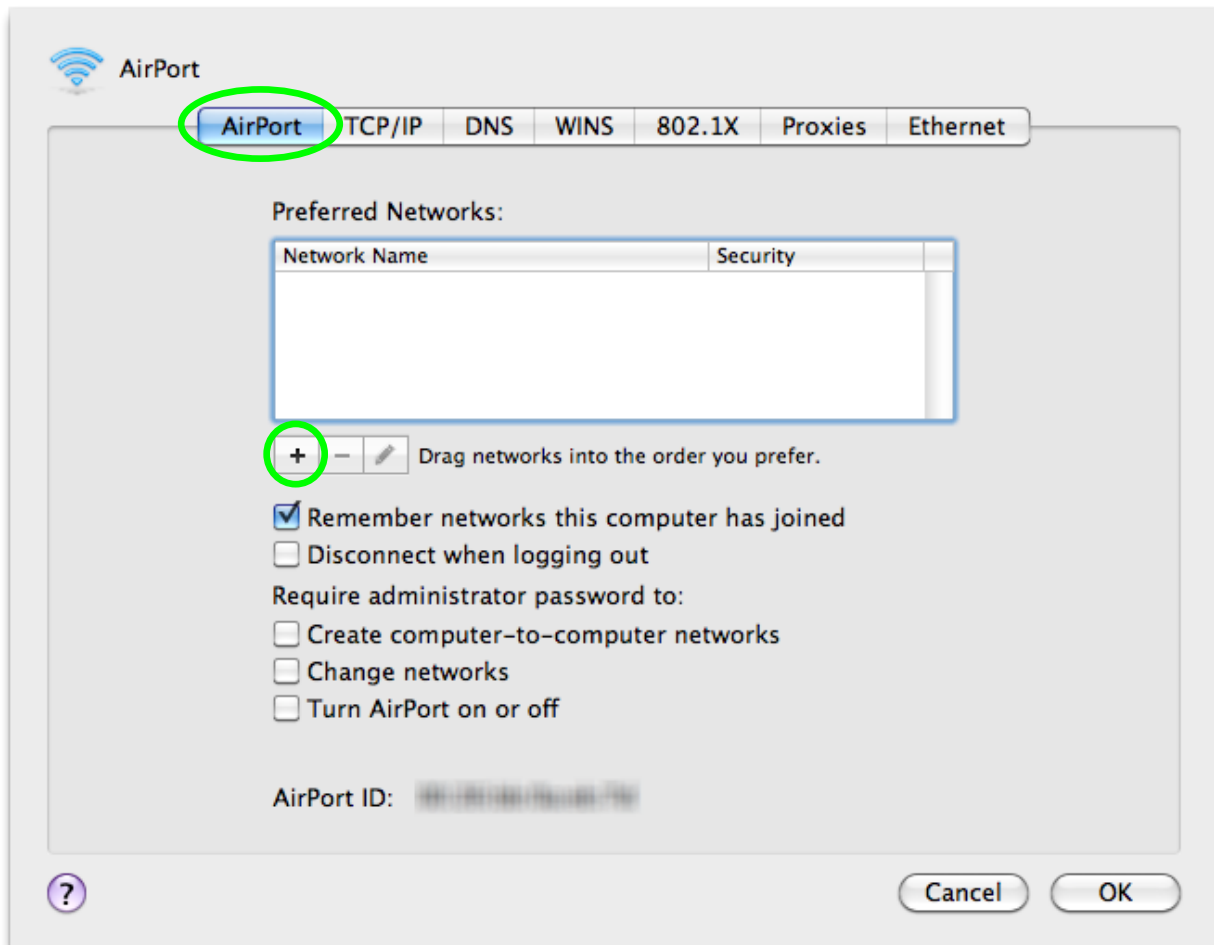 AirPort
AirPort TCP/IP DNS WINS 802.1X Proxies Ethernet
Preferred Networks:
Network Name Security
+ − Drag networks into the order you prefer.
Remember networks this computer has joined
Disconnect when logging out
Require administrator password to:
Create computer-to-computer networks
Change networks
Turn AirPort on or off
AirPort ID:
? Cancel OK